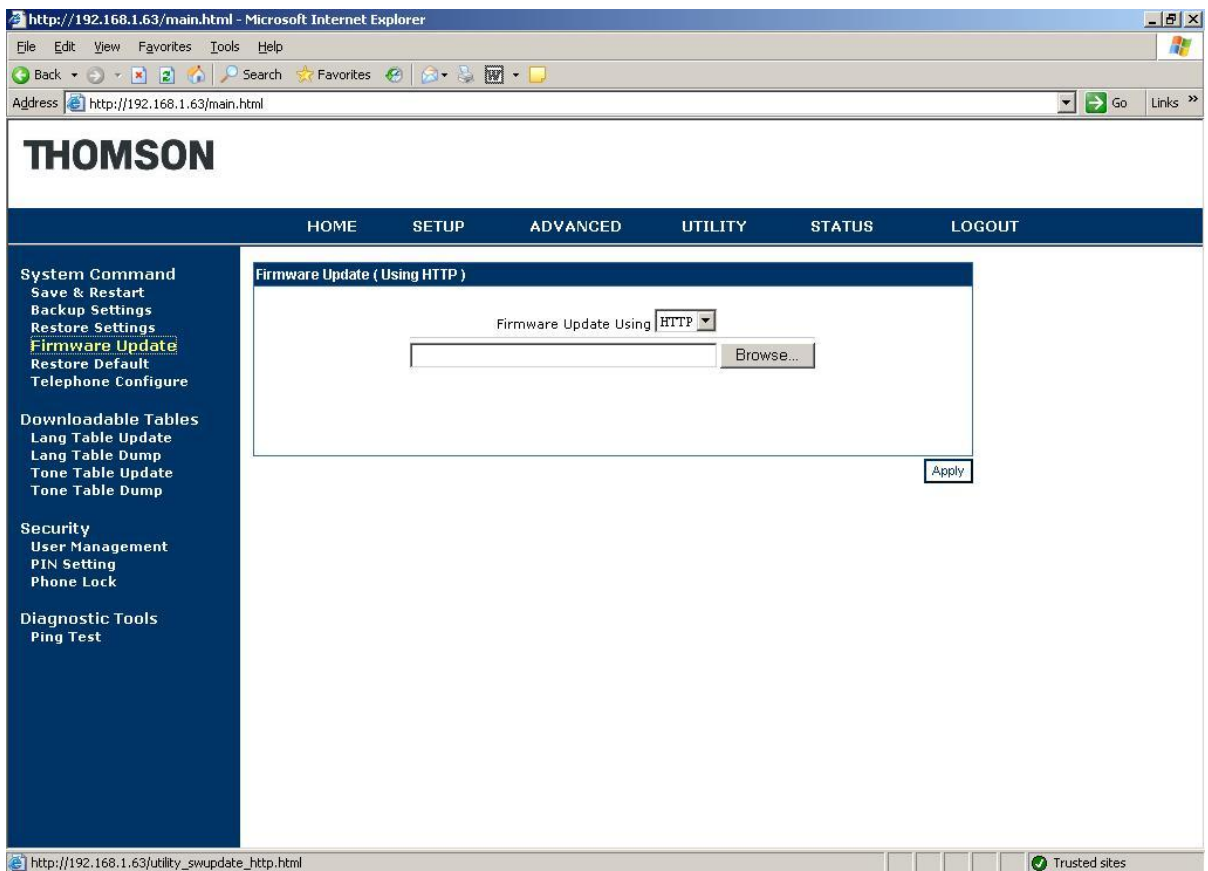 http://192.168.1.63/main.html - Microsoft Internet Explorer
File Edit View Favorites Tools Help
Back Search Favorites
Address http://192.168.1.63/main.html Go Links »
THOMSON
HOME SETUP ADVANCED UTILITY STATUS LOGOUT
System Command
Save & Restart
Backup Settings
Restore Settings
Firmware Update
Restore Default
Telephone Configure
Downloadable Tables
Lang Table Update
Lang Table Dump
Tone Table Update
Tone Table Dump
Security
User Management
PIN Setting
Phone Lock
Diagnostic Tools
Ping Test
Firmware Update ( Using HTTP )
Firmware Update Using HTTP
Browse...
Apply
http://192.168.1.63/utility_swupdate_http.html Trusted sites